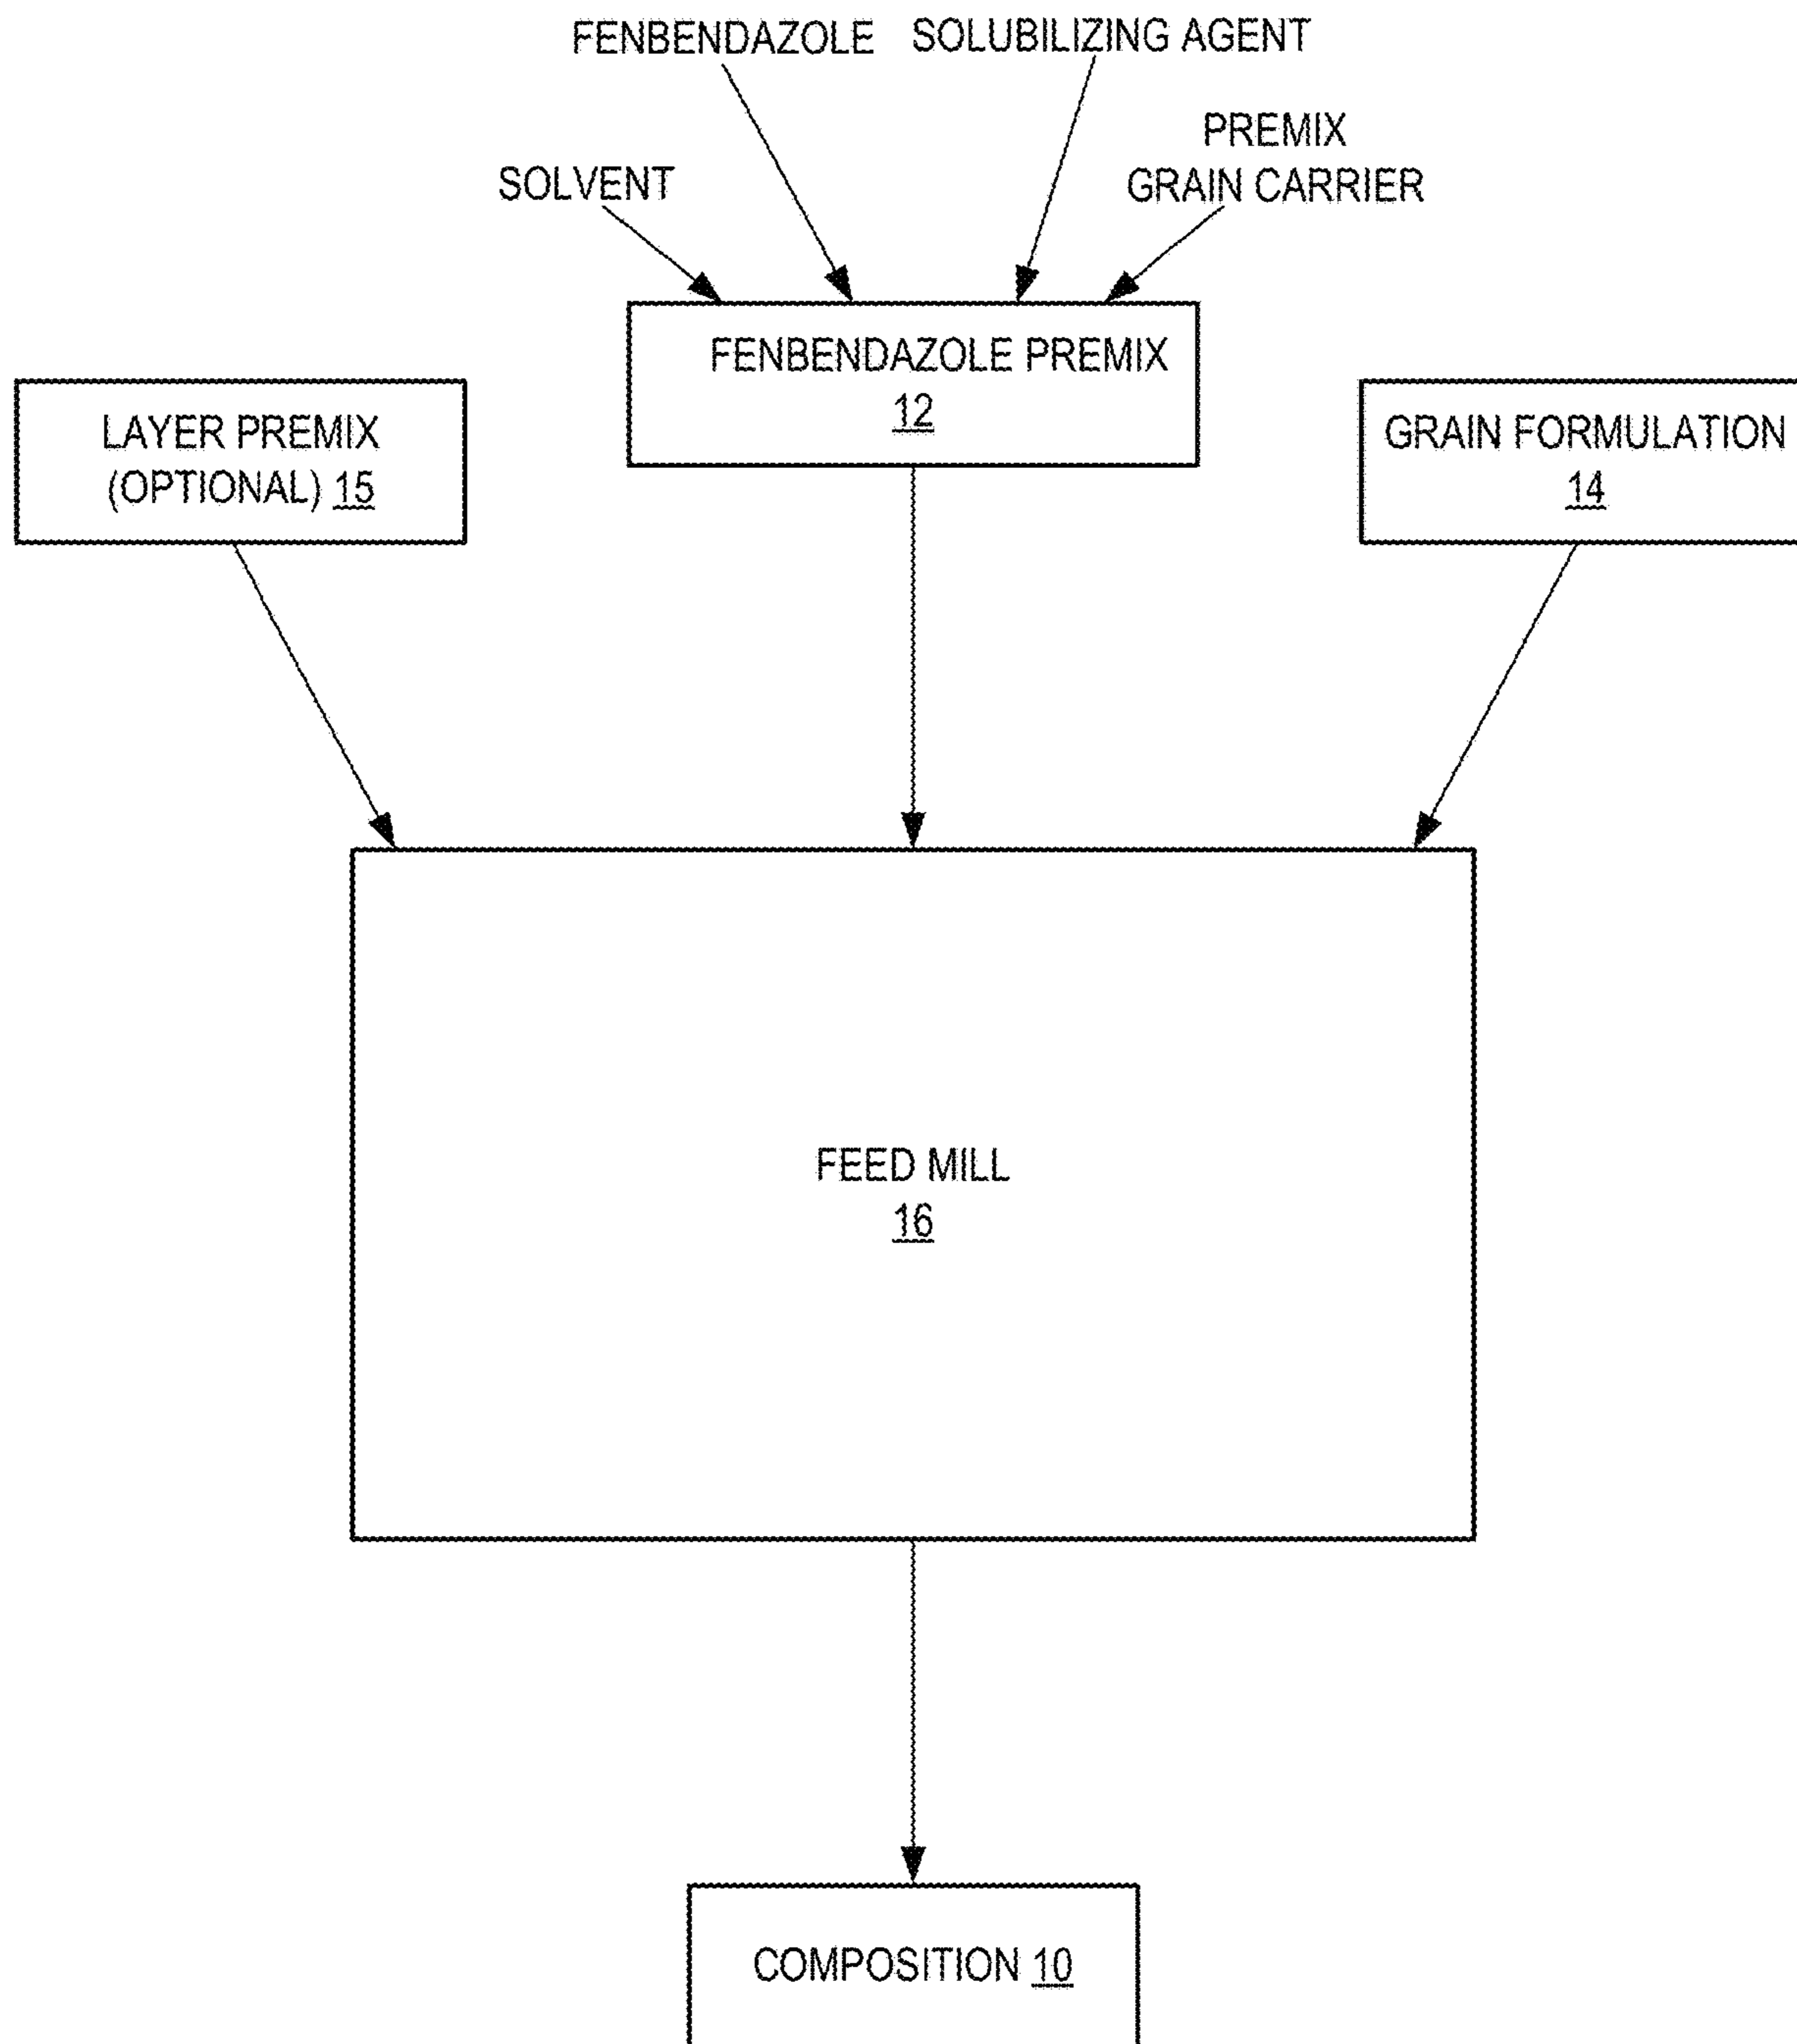 FENBENDAZOLE SOLUBILIZING AGENT
SOLVENT
PREMIX
GRAIN CARRIER
FENBENDAZOLE PREMIX
12
LAYER PREMIX
(OPTIONAL) 15
GRAIN FORMULATION
14
FEED MILL
16
COMPOSITION 10